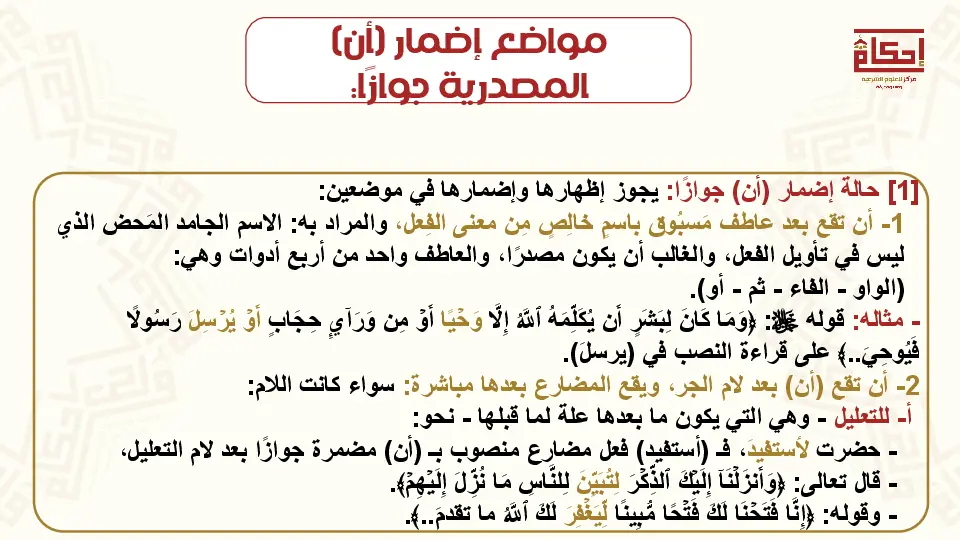 مواضع إضمار (أن)
المصدرية جوازًا:
إحكام
مركز للعلوم الشرعية
[1] حالة إضمار (أن) جوازًا: يجوز إظهارها وإضمارها في موضعين:
1- أن تقع بعد عاطف مَسبُوق باسمٍ خالِصٍ مِن معنى الفِعل، والمراد به: الاسم الجامد المَحض الذي
ليس في تأويل الفعل، والغالب أن يكون مصدرًا، والعاطف واحد من أربع أدوات وهي:
(الواو - الفاء - ثم - أو).
- مثاله: قوله ﷻ: ﴿وَمَا كَانَ لِبَشَرٍ أَن يُكَلِّمَهُ ٱللَّهُ إِلَّا وَحۡيًا أَوۡ مِن وَرَآيِٕ حِجَابٍ أَوۡ يُرۡسِلَ رَسُولًا
فَيُوحِيَ..﴾ على قراءة النصب في (يرسلَ).
2- أن تقع (أن) بعد لام الجر، ويقع المضارع بعدها مباشرة: سواء كانت اللام:
أ- للتعليل - وهي التي يكون ما بعدها علة لما قبلها - نحو:
- حضرت لأستفيدَ، فـ (أستفيد) فعل مضارع منصوب بـ (أن) مضمرة جوازًا بعد لام التعليل،
- قال تعالى: ﴿وَأَنزَلۡنَآ إِلَيۡكَ ٱلذِّكۡرَ لِتُبَيِّنَ لِلنَّاسِ مَا نُزِّلَ إِلَيۡهِمۡ﴾.
- وقوله: ﴿إِنَّا فَتَحۡنَا لَكَ فَتۡحًا مُّبِينًا لِّيَغۡفِرَ لَكَ ٱللَّهُ ما تقدمَ..﴾.